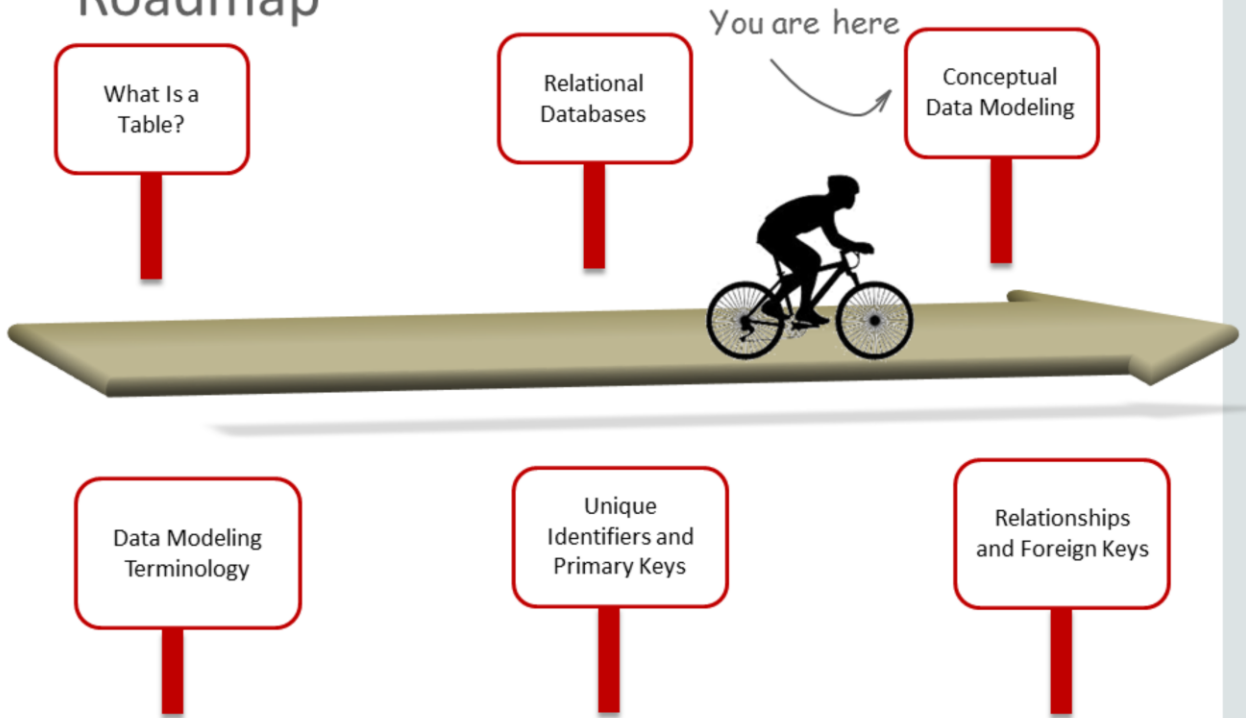 Roadmap
You are here
What Is a
Table?
Relational
Databases
Conceptual
Data Modeling
Data Modeling
Terminology
Unique
Identifiers and
Primary Keys
Relationships
and Foreign Keys